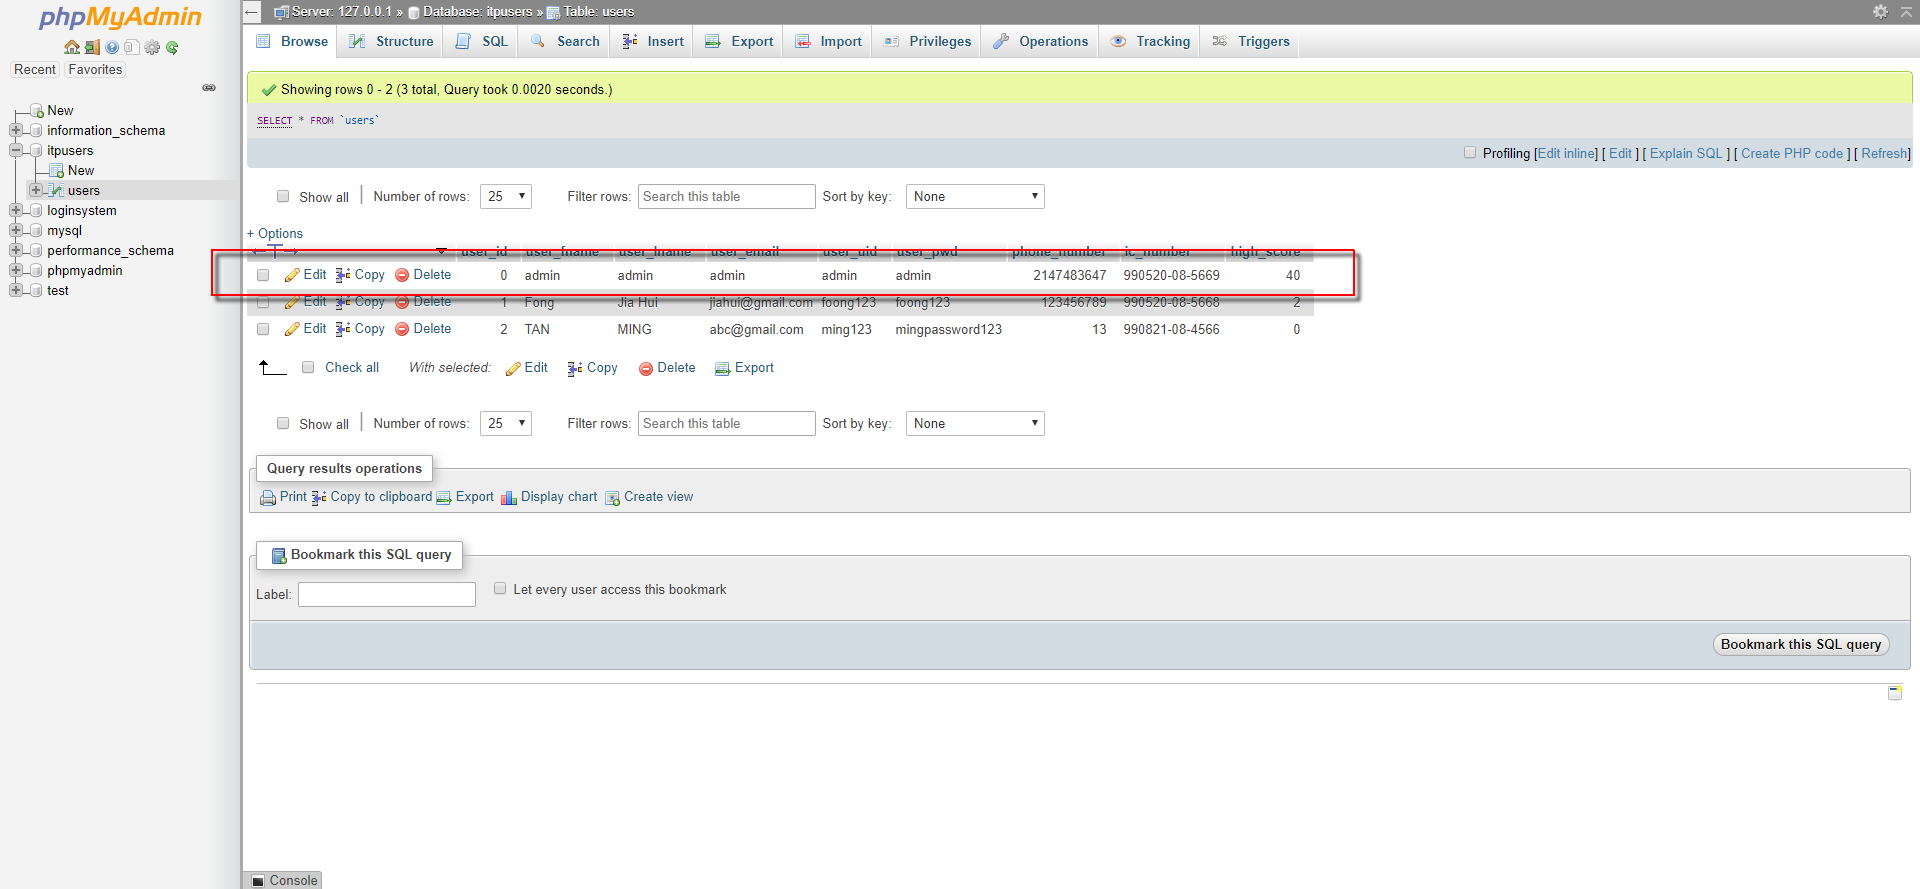 phpMyAdmin
Recent Favorites
New
information_schema
itpusers
New
users
loginsystem
mysql
performance_schema
phpmyadmin
test
Server: 127.0.0.1 » Database: itpusers » Table: users
Browse Structure SQL Search Insert Export Import Privileges Operations Tracking Triggers
Showing rows 0 - 2 (3 total, Query took 0.0020 seconds.)
SELECT * FROM `users`
Profiling [Edit inline] [ Edit ] [ Explain SQL ] [ Create PHP code ] [ Refresh]
Show all Number of rows: 25 Filter rows: Search this table Sort by key: None
+ Options
user_id user_fname user_lname user_email user_uid user_pwd phone_number ic_number high_score
Edit Copy Delete 0 admin admin admin admin admin 2147483647 990520-08-5669 40
Edit Copy Delete 1 Fong Jia Hui jiahui@gmail.com foong123 foong123 123456789 990520-08-5668 2
Edit Copy Delete 2 TAN MING abc@gmail.com ming123 mingpassword123 13 990821-08-4566 0
Check all With selected: Edit Copy Delete Export
Show all Number of rows: 25 Filter rows: Search this table Sort by key: None
Query results operations
Print Copy to clipboard Export Display chart Create view
Bookmark this SQL query
Label: Let every user access this bookmark
Bookmark this SQL query
Console